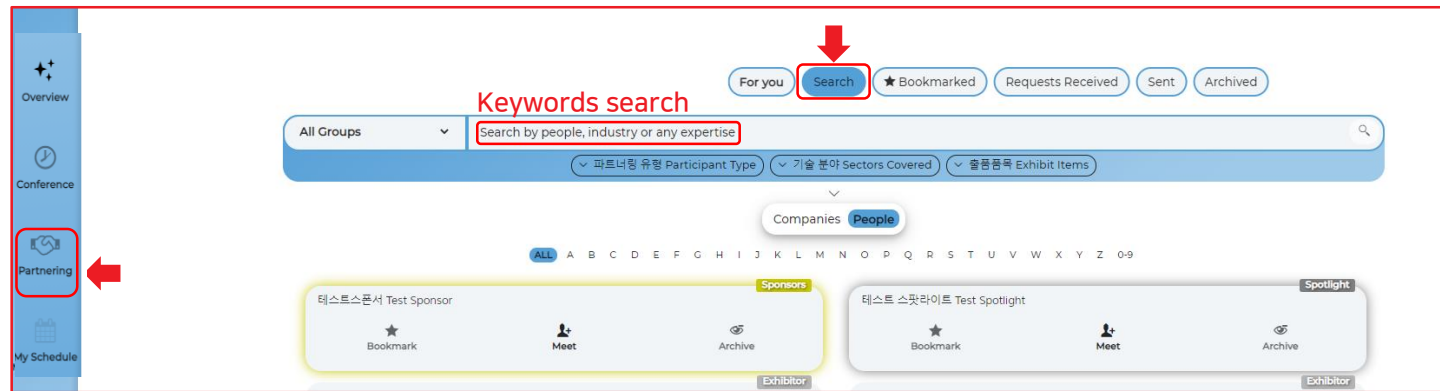 Overview
Conference
Partnering
My Schedule
For you Search ★ Bookmarked Requests Received Sent Archived
Keywords search
All Groups Search by people, industry or any expertise
파트너링 유형 Participant Type 기술 분야 Sectors Covered 출품품목 Exhibit Items
Companies People
ALL A B C D E F G H I J K L M N O P Q R S T U V W X Y Z 0-9
Sponsors Spotlight
테스트스폰서 Test Sponsor 테스트 스팟라이트 Test Spotlight
Bookmark Meet Archive Bookmark Meet Archive
Exhibitor Exhibitor